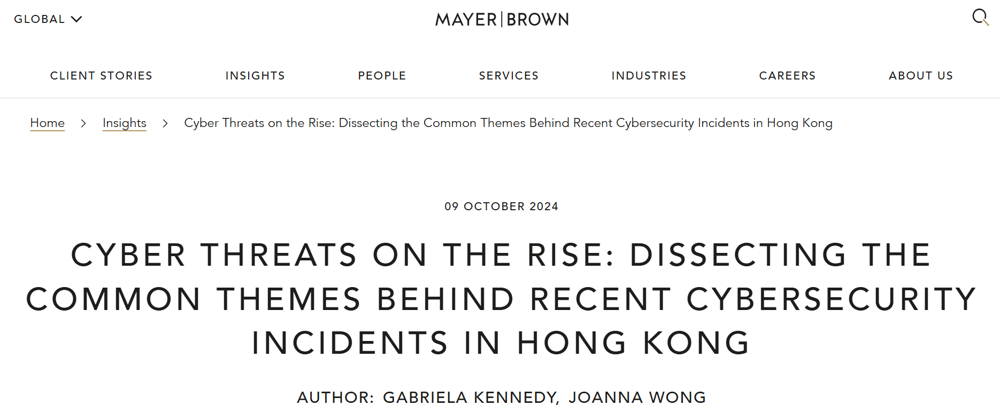 GLOBAL
MAYER|BROWN
CLIENT STORIES INSIGHTS PEOPLE SERVICES INDUSTRIES CAREERS ABOUT US
Home > Insights > Cyber Threats on the Rise: Dissecting the Common Themes Behind Recent Cybersecurity Incidents in Hong Kong
09 OCTOBER 2024
CYBER THREATS ON THE RISE: DISSECTING THE
COMMON THEMES BEHIND RECENT CYBERSECURITY
INCIDENTS IN HONG KONG
AUTHOR: GABRIELA KENNEDY, JOANNA WONG